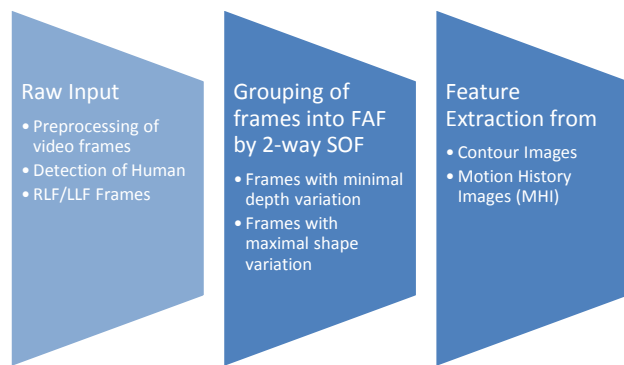 Raw Input
• Preprocessing of
video frames
• Detection of Human
• RLF/LLF Frames
Grouping of
frames into FAF
by 2-way SOF
• Frames with minimal
depth variation
• Frames with
maximal shape
variation
Feature
Extraction from
• Contour Images
• Motion History
Images (MHI)